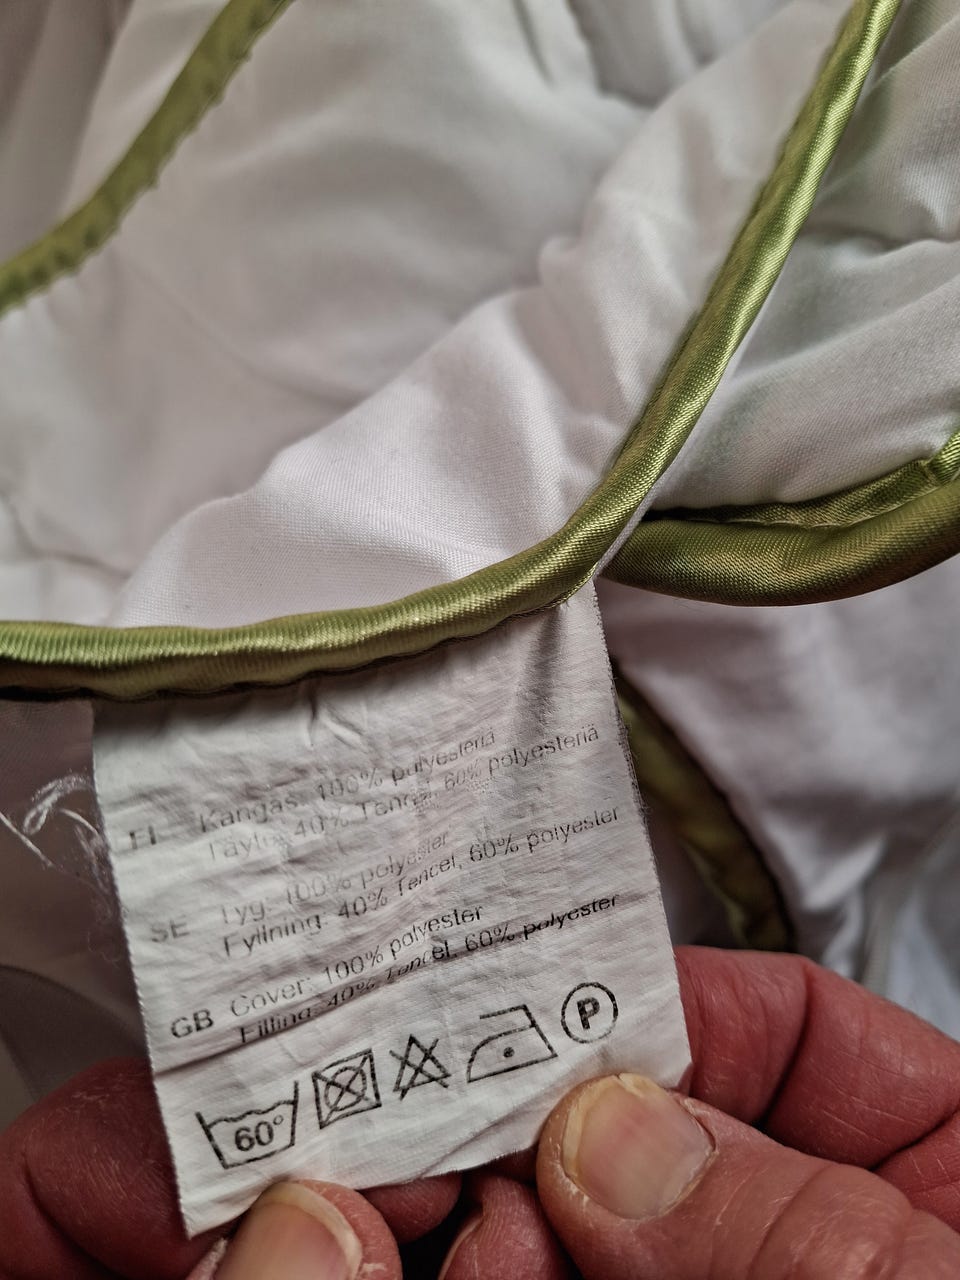 FI Kangas: 100% polyesteriä
Täyte: 40% Tencel, 60% polyesteriä
SE Tyg: 100% polyester
Fyllning: 40% Tencel, 60% polyester
GB Cover: 100% polyester
Filling: 40% Tencel, 60% polyester
60° P